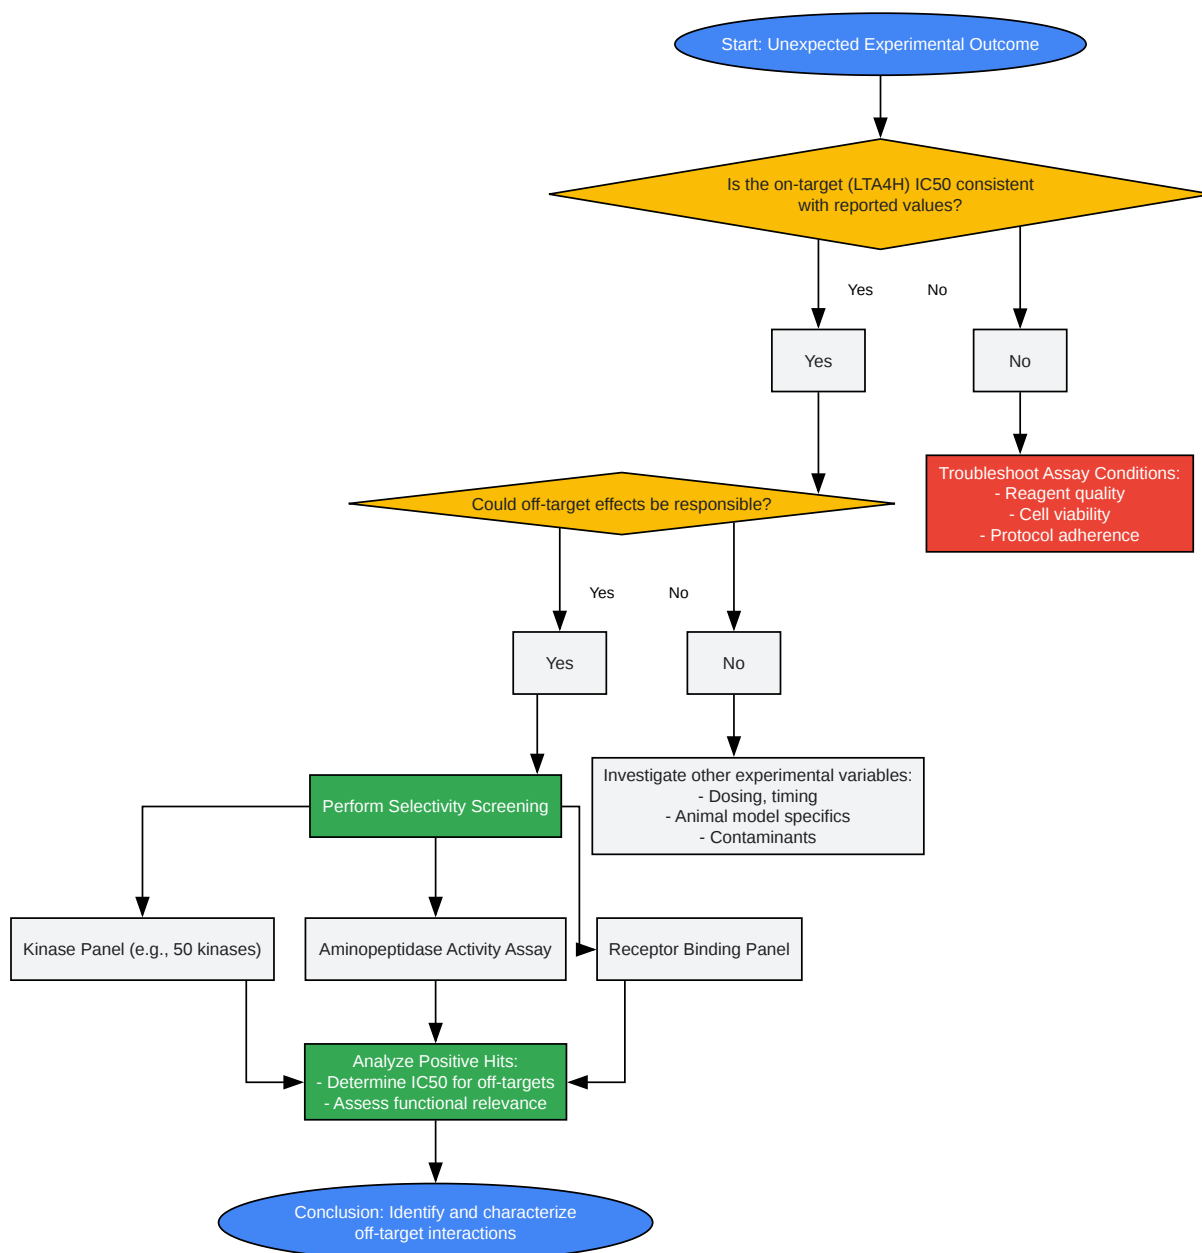 Start: Unexpected Experimental Outcome
Is the on-target (LTA4H) IC50 consistent
with reported values?
Yes
No
Yes
No
Troubleshoot Assay Conditions:
- Reagent quality
- Cell viability
- Protocol adherence
Could off-target effects be responsible?
Yes
No
Yes
No
Investigate other experimental variables:
- Dosing, timing
- Animal model specifics
- Contaminants
Perform Selectivity Screening
Kinase Panel (e.g., 50 kinases)
Aminopeptidase Activity Assay
Receptor Binding Panel
Analyze Positive Hits:
- Determine IC50 for off-targets
- Assess functional relevance
Conclusion: Identify and characterize
off-target interactions